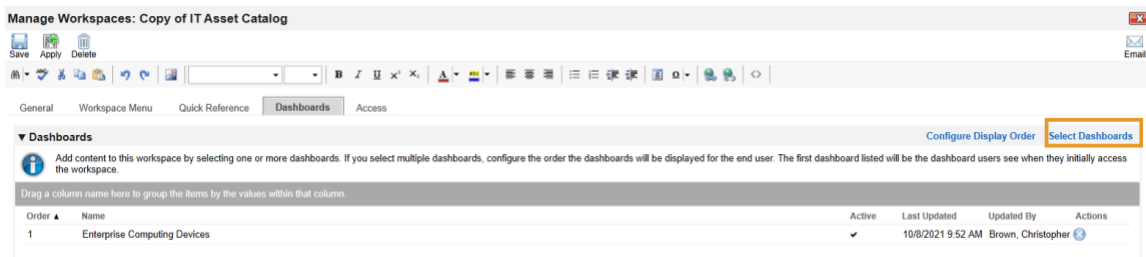 Manage Workspaces: Copy of IT Asset Catalog
Save Apply Delete
Email
B I U x² x₂ A abc Ω
General Workspace Menu Quick Reference Dashboards Access
▼ Dashboards Configure Display Order Select Dashboards
Add content to this workspace by selecting one or more dashboards. If you select multiple dashboards, configure the order the dashboards will be displayed for the end user. The first dashboard listed will be the dashboard users see when they initially access
the workspace.
Drag a column name here to group the items by the values within that column.
Order ▲ Name Active Last Updated Updated By Actions
1 Enterprise Computing Devices ✔ 10/8/2021 9:52 AM Brown, Christopher